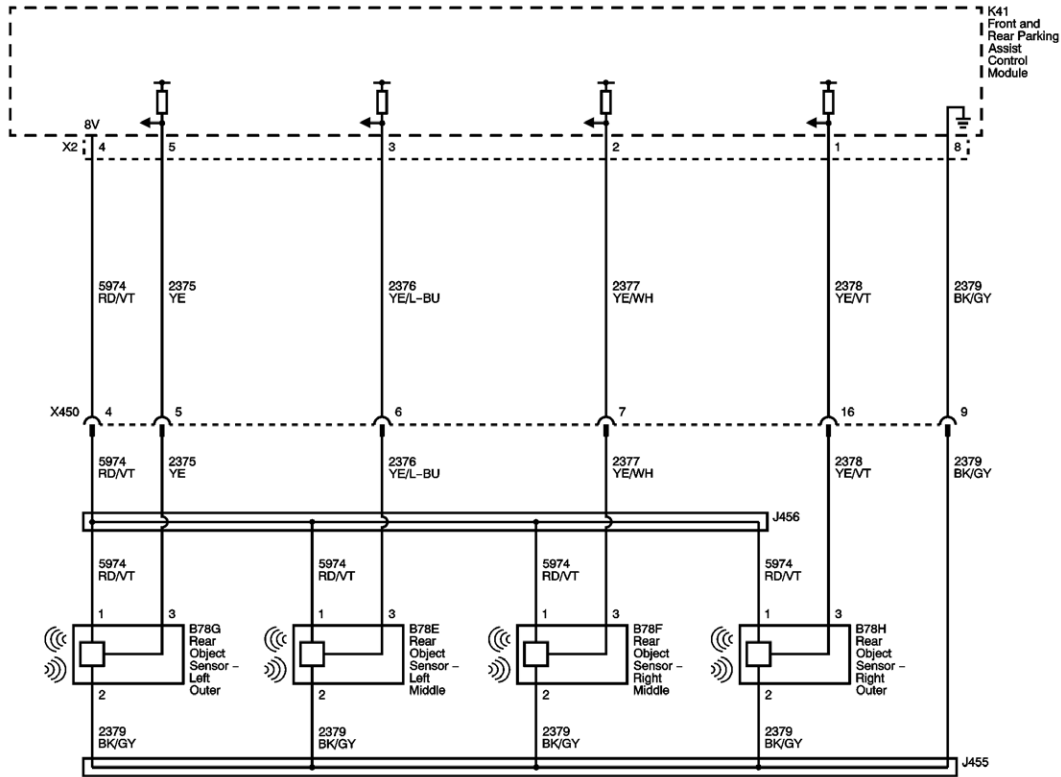 K41
Front and
Rear Parking
Assist
Control
Module
8V
X2
4
5
3
2
1
8
5974
RD/VT
2375
YE
2376
YE/L-BU
2377
YE/WH
2378
YE/VT
2379
BK/GY
X450
4
5
6
7
16
9
5974
RD/VT
2375
YE
2376
YE/L-BU
2377
YE/WH
2378
YE/VT
2379
BK/GY
J456
5974
RD/VT
5974
RD/VT
5974
RD/VT
5974
RD/VT
1
3
B78G
Rear
Object
Sensor –
Left
Outer
2
1
3
B78E
Rear
Object
Sensor –
Left
Middle
2
1
3
B78F
Rear
Object
Sensor –
Right
Middle
2
1
3
B78H
Rear
Object
Sensor –
Right
Outer
2
2379
BK/GY
2379
BK/GY
2379
BK/GY
2379
BK/GY
J455